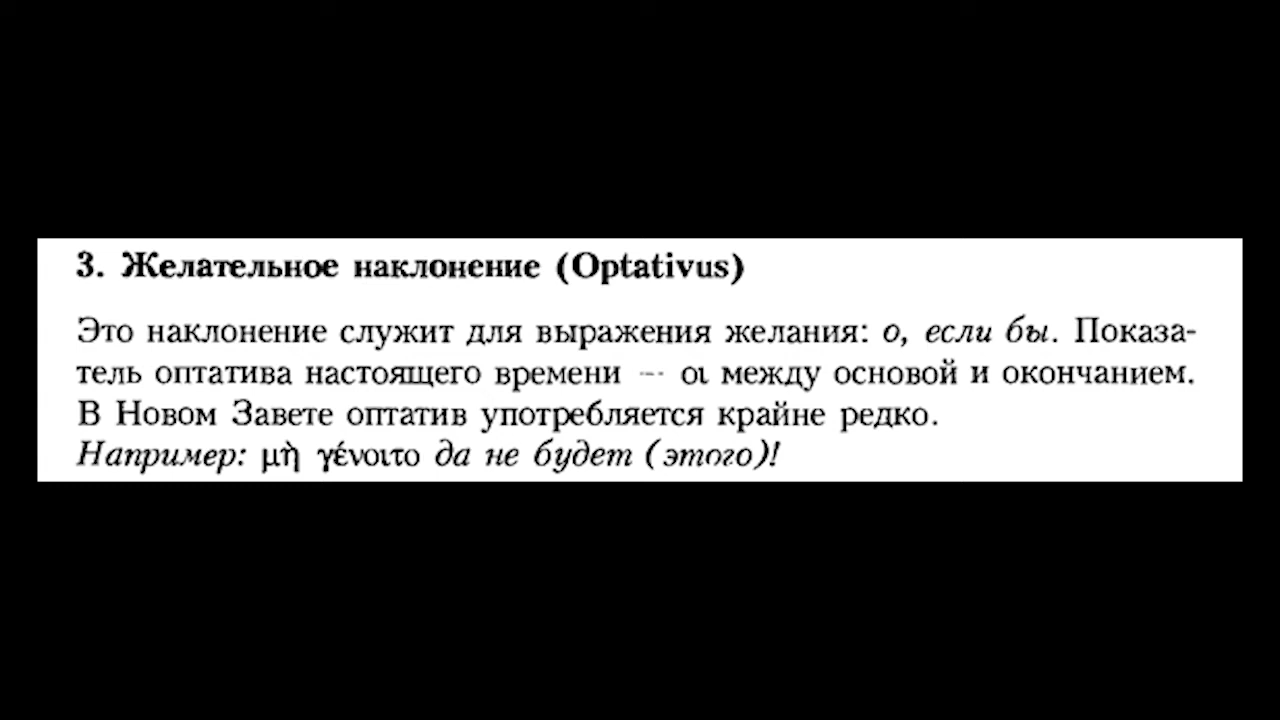 3. Желательное наклонение (Optativus)
Это наклонение служит для выражения желания: о, если бы. Показа-
тель оптатива настоящего времени — οι между основой и окончанием.
В Новом Завете оптатив употребляется крайне редко.
Например: μὴ γένοιτο да не будет (этого)!